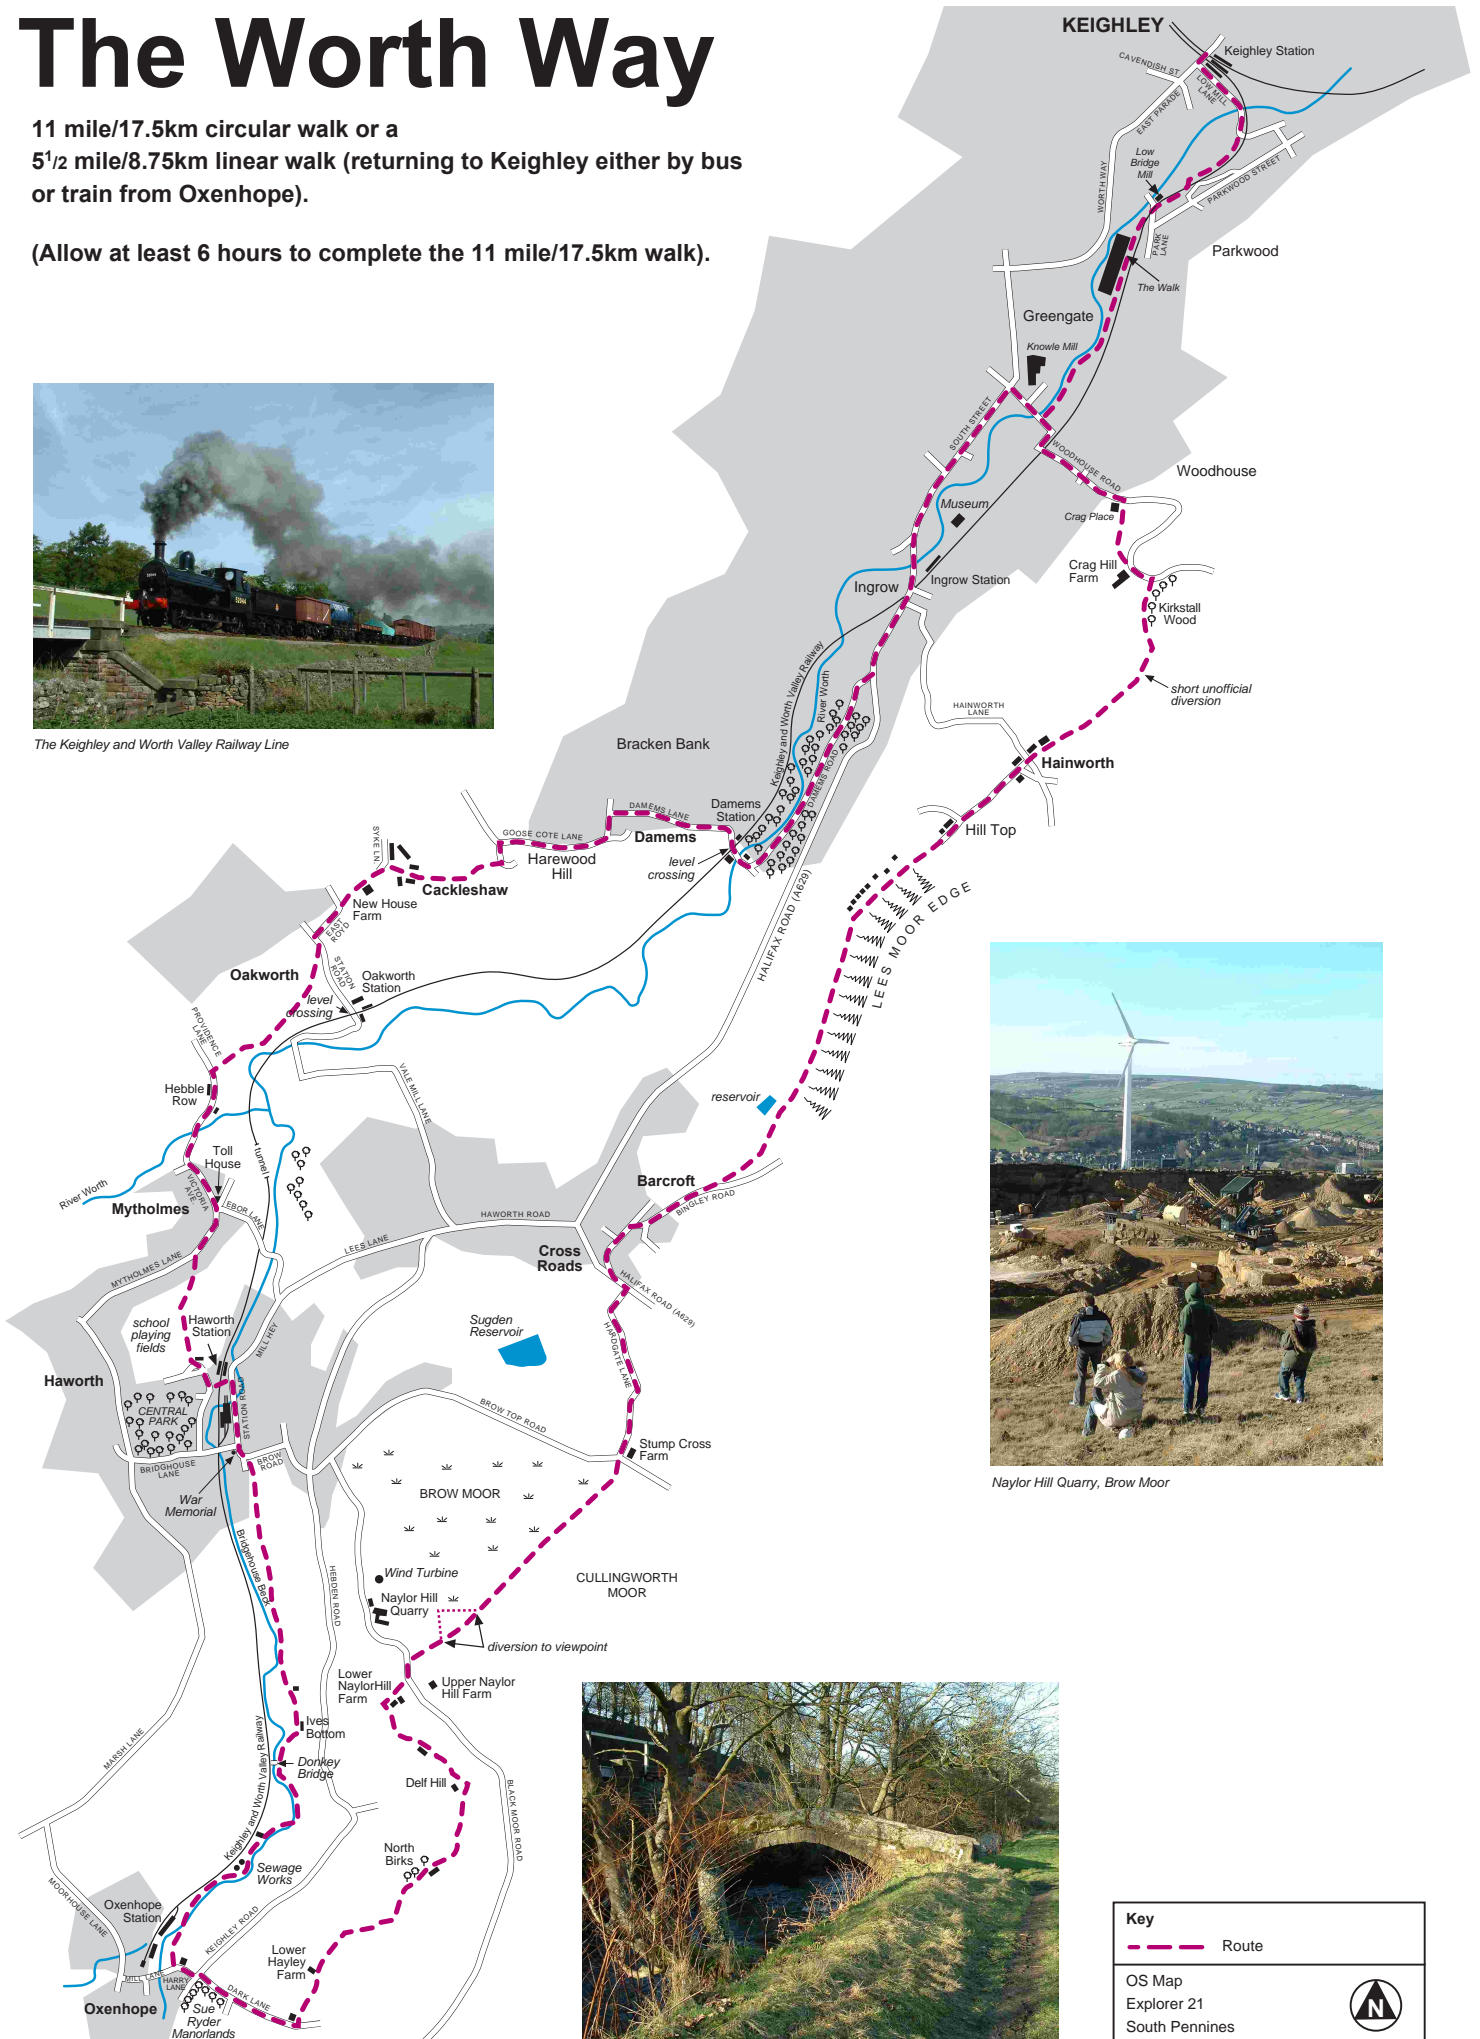 The Worth Way
11 mile/17.5km circular walk or a
5 1/2 mile/8.75km linear walk (returning to Keighley either by bus
or train from Oxenhope).
(Allow at least 6 hours to complete the 11 mile/17.5km walk).
KEIGHLEY
Keighley Station
CAVENDISH ST
LOW MILL
LANE
EAST PARADE
Low
Bridge
Mill
WORTH WAY
PARKWOOD STREET
PARK
LANE
Parkwood
The Walk
Greengate
Knowle Mill
SOUTH STREET
WOODHOUSE ROAD
Woodhouse
Museum
Crag Place
Crag Hill
Farm
Ingrow
Ingrow Station
Kirkstall
Wood
short unofficial
diversion
The Keighley and Worth Valley Railway Line
Keighley and Worth Valley Railway
River Worth
HAINWORTH
LANE
Bracken Bank
Hainworth
DAMEMS ROAD
Damems
Station
DAMEMS LANE
Damems
Hill Top
GOOSE COTE LANE
Harewood
Hill
level
crossing
SYKE LN.
Cackleshaw
New House
Farm
EAST
ROYD
HALIFAX ROAD (A629)
LEES MOOR EDGE
Oakworth
STATION
ROAD
Oakworth
Station
level
crossing
PROVIDENCE
LANE
Hebble
Row
VALE MILL LANE
reservoir
Toll
House
tunnel
River Worth
VICTORIA
AVE
Mytholmes
LEBOR LANE
Barcroft
BINGLEY ROAD
HAWORTH ROAD
LEES LANE
Cross
Roads
MYTHOLMES LANE
HALIFAX ROAD (A629)
school
playing
fields
Haworth
Station
MILL HEY
Sugden
Reservoir
HARDGATE LANE
Haworth
CENTRAL
PARK
STATION ROAD
BROW TOP ROAD
Stump Cross
Farm
BRIDGHOUSE
LANE
BROW
ROAD
War
Memorial
BROW MOOR
Naylor Hill Quarry, Brow Moor
Bridgehouse Beck
HEBDEN ROAD
Wind Turbine
CULLINGWORTH
MOOR
Naylor Hill
Quarry
diversion to viewpoint
Lower
NaylorHill
Farm
Upper Naylor
Hill Farm
Ives
Bottom
MARSH LANE
Keighley and Worth Valley Railway
Donkey
Bridge
Delf Hill
BLACK MOOR ROAD
North
Birks
Sewage
Works
MOORHOUSE LANE
Oxenhope
Station
KEIGHLEY ROAD
Lower
Hayley
Farm
MILL LANE
HARRY
LANE
DARK LANE
Oxenhope
Sue
Ryder
Manorlands
Key
Route
OS Map
Explorer 21
South Pennines
N